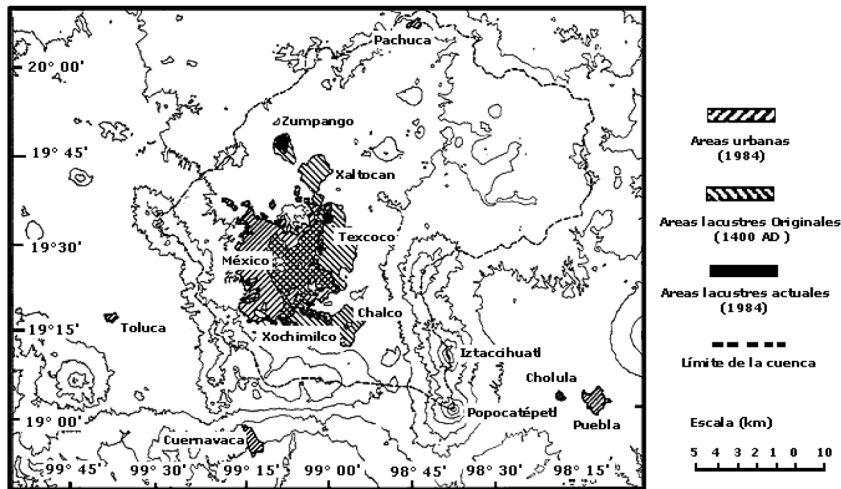 Pachuca
20° 00'
Zumpango
19° 45'
Xaltocan
19° 30'
Texcoco
México
Chalco
19° 15'
Toluca
Xochimilco
Iztaccihuatl
Cholula
Popocatépetl
Puebla
19° 00'
Cuernavaca
99° 45' 99° 30' 99° 15' 99° 00' 98° 45' 98° 30' 98° 15'
Areas urbanas
(1984)
Areas lacustres Originales
(1400 AD )
Areas lacustres actuales
(1984)
Límite de la cuenca
Escala (km)
5 4 3 2 1 0 10